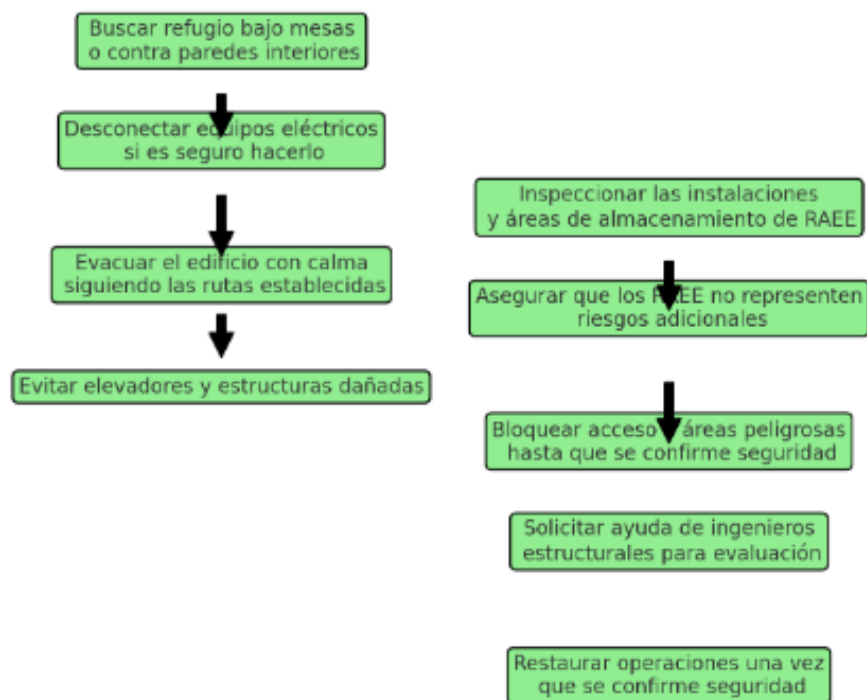 Buscar refugio bajo mesas
o contra paredes interiores
Desconectar equipos eléctricos
si es seguro hacerlo
Evacuar el edificio con calma
siguiendo las rutas establecidas
Evitar elevadores y estructuras dañadas
Inspeccionar las instalaciones
y áreas de almacenamiento de RAEE
Asegurar que los RAEE no representen
riesgos adicionales
Bloquear acceso a áreas peligrosas
hasta que se confirme seguridad
Solicitar ayuda de ingenieros
estructurales para evaluación
Restaurar operaciones una vez
que se confirme seguridad